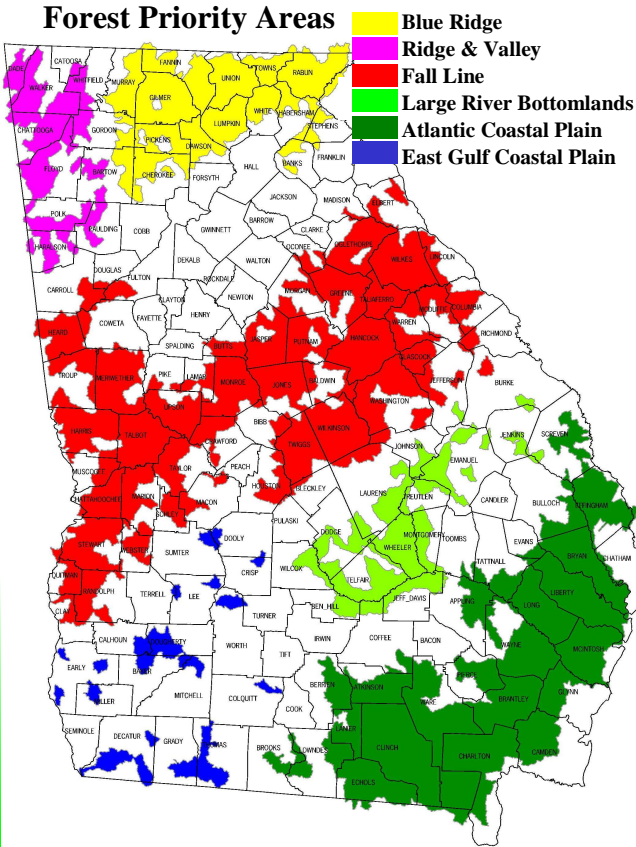 Forest Priority Areas
Blue Ridge
Ridge & Valley
Fall Line
Large River Bottomlands
Atlantic Coastal Plain
East Gulf Coastal Plain
DADE
CATOOSA
WALKER
WHITFIELD
MURRAY
FANNIN
UNION
TOWNS
RABUN
GILMER
LUMPKIN
WHITE
HABERSHAM
STEPHENS
CHATTOOGA
GORDON
PICKENS
DAWSON
BANKS
FRANKLIN
FLOYD
BARTOW
CHEROKEE
FORSYTH
HALL
JACKSON
MADISON
ELBERT
POLK
PAULDING
COBB
GWINNETT
BARROW
CLARKE
OCONEE
OGLETHORPE
WILKES
LINCOLN
HARALSON
DOUGLAS
FULTON
DEKALB
ROCKDALE
WALTON
NEWTON
MORGAN
GREENE
TALIAFERRO
MCDUFFIE
COLUMBIA
CARROLL
COWETA
FAYETTE
CLAYTON
HENRY
HEARD
SPALDING
BUTTS
JASPER
PUTNAM
HANCOCK
WARREN
RICHMOND
GLASCOCK
TROUP
MERIWETHER
PIKE
LAMAR
MONROE
JONES
BALDWIN
JEFFERSON
BURKE
UPSON
WASHINGTON
HARRIS
TALBOT
CRAWFORD
BIBB
TWIGGS
WILKINSON
JOHNSON
EMANUEL
JENKINS
SCREVEN
MUSCOGEE
TAYLOR
PEACH
HOUSTON
BLECKLEY
LAURENS
TREUTLEN
CANDLER
BULLOCH
EFFINGHAM
CHATTAHOOCHEE
MARION
SCHLEY
MACON
PULASKI
DODGE
MONTGOMERY
TOOMBS
EVANS
STEWART
WEBSTER
SUMTER
DOOLY
CRISP
WILCOX
WHEELER
TATTNALL
BRYAN
CHATHAM
QUITMAN
RANDOLPH
TERRELL
LEE
TELFAIR
CLAY
TURNER
BEN_HILL
JEFF_DAVIS
APPLING
LONG
LIBERTY
CALHOUN
DOUGHERTY
WORTH
TIFT
IRWIN
COFFEE
BACON
WAYNE
MCINTOSH
EARLY
BAKER
MITCHELL
COLQUITT
BERRIEN
ATKINSON
WARE
PIERCE
BRANTLEY
GLYNN
MILLER
COOK
SEMINOLE
DECATUR
GRADY
THOMAS
BROOKS
LOWNDES
LANIER
CLINCH
CHARLTON
CAMDEN
ECHOLS